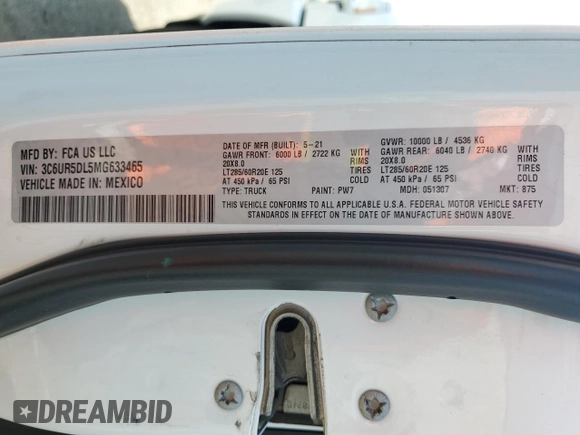 MFD BY: FCA US LLC
VIN: 3C6UR5DL5MG633465
VEHICLE MADE IN: MEXICO
DATE OF MFR (BUILT): 5-21
GAWR FRONT: 6000 LB / 2722 KG WITH
20X8.0 RIMS
LT285/60R20E 125 TIRES
AT 450 kPa / 65 PSI COLD
TYPE: TRUCK PAINT: PW7
GVWR: 10000 LB / 4536 KG
GAWR REAR: 6040 LB / 2740 KG WITH
20X8.0 RIMS
LT285/60R20E 125 TIRES
AT 450 kPa / 65 PSI COLD
MDH: 051307 MKT: 875
THIS VEHICLE CONFORMS TO ALL APPLICABLE U.S.A. FEDERAL MOTOR VEHICLE SAFETY
STANDARDS IN EFFECT ON THE DATE OF MANUFACTURE SHOWN ABOVE.
DREAMBID